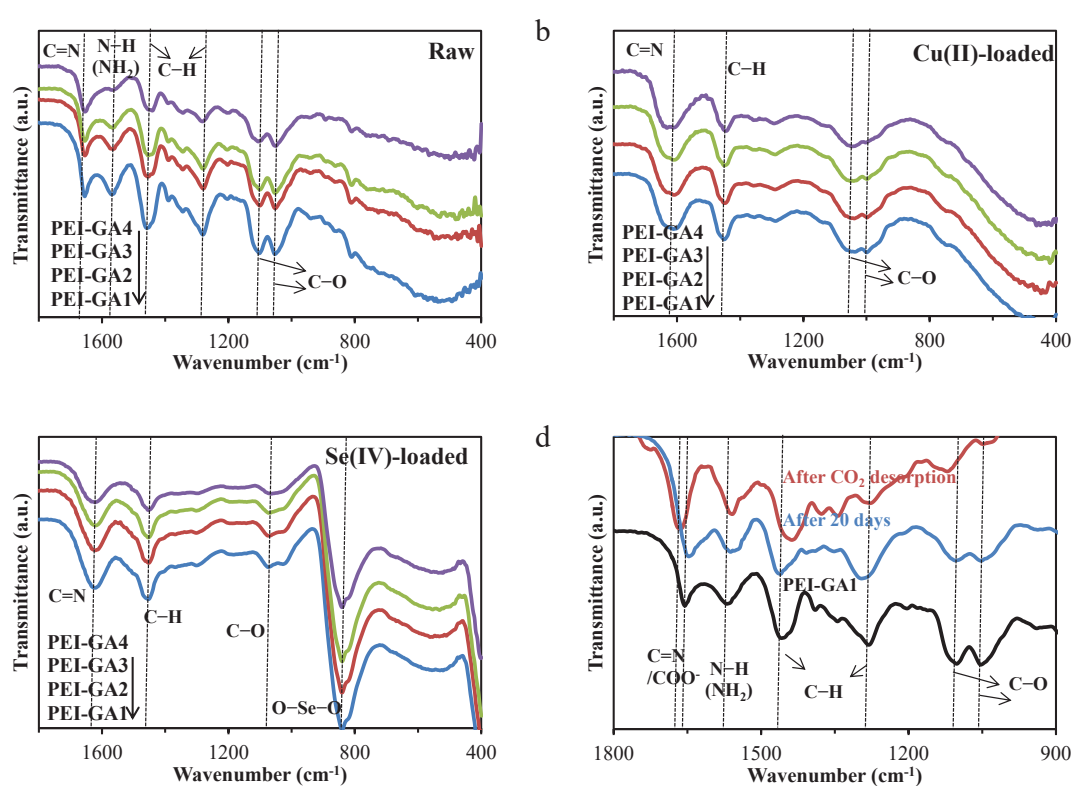 Raw
C=N
N−H
(NH2)
C−H
C−O
PEI-GA4
PEI-GA3
PEI-GA2
PEI-GA1
Transmittance (a.u.)
1600
1200
800
400
Wavenumber (cm-1)
b
Cu(II)-loaded
C=N
C−H
C−O
PEI-GA4
PEI-GA3
PEI-GA2
PEI-GA1
Transmittance (a.u.)
1600
1200
800
400
Wavenumber (cm-1)
Se(IV)-loaded
C=N
C−H
C−O
O−Se−O
PEI-GA4
PEI-GA3
PEI-GA2
PEI-GA1
Transmittance (a.u.)
1600
1200
800
400
Wavenumber (cm-1)
d
After CO2 desorption
After 20 days
PEI-GA1
C=N
/COO-
N−H
(NH2)
C−H
C−O
Transmittance (a.u.)
1800
1500
1200
900
Wavenumber (cm-1)